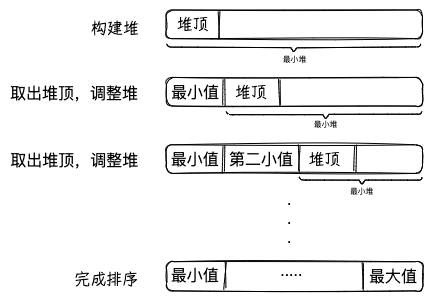 构建堆 堆顶
最小堆
取出堆顶，调整堆 最小值 堆顶
最小堆
取出堆顶，调整堆 最小值 第二小值 堆顶
最小堆
完成排序 最小值 ····· 最大值